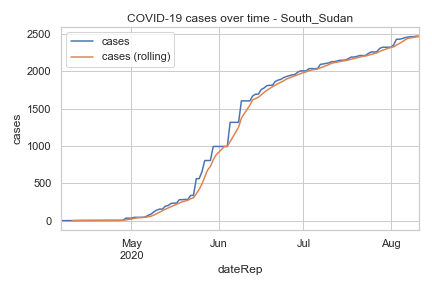 COVID-19 cases over time - South_Sudan
cases
cases (rolling)
2500
2000
1500
1000
500
0
cases
May
2020
Jun
Jul
Aug
dateRep